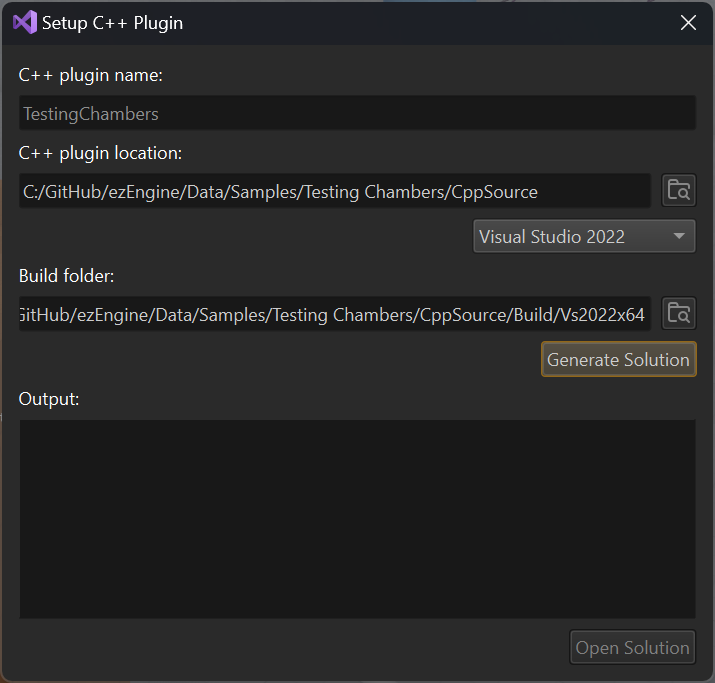 Setup C++ Plugin
C++ plugin name:
TestingChambers
C++ plugin location:
C:/GitHub/ezEngine/Data/Samples/Testing Chambers/CppSource
Visual Studio 2022
Build folder:
GitHub/ezEngine/Data/Samples/Testing Chambers/CppSource/Build/Vs2022x64
Generate Solution
Output:
Open Solution